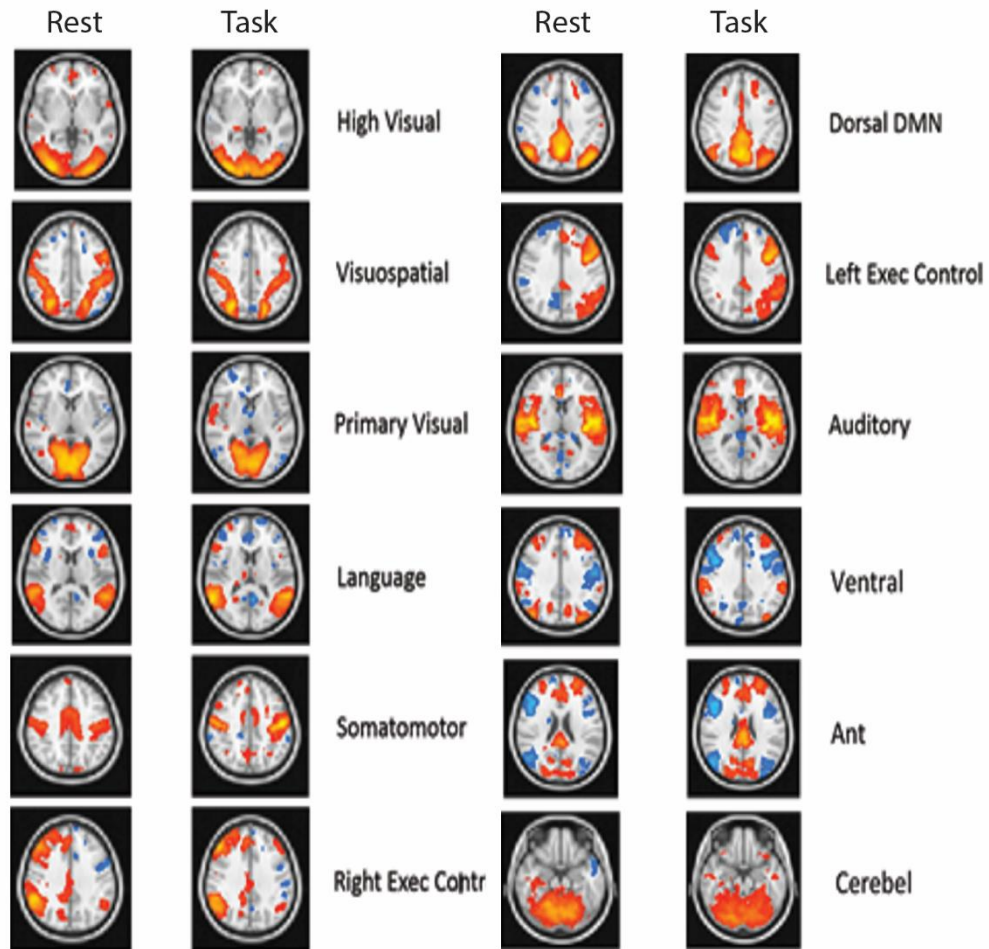 Rest Task Rest Task
High Visual
Dorsal DMN
Visuospatial
Left Exec Control
Primary Visual
Auditory
Language
Ventral
Somatomotor
Ant
Right Exec Contr
Cerebel